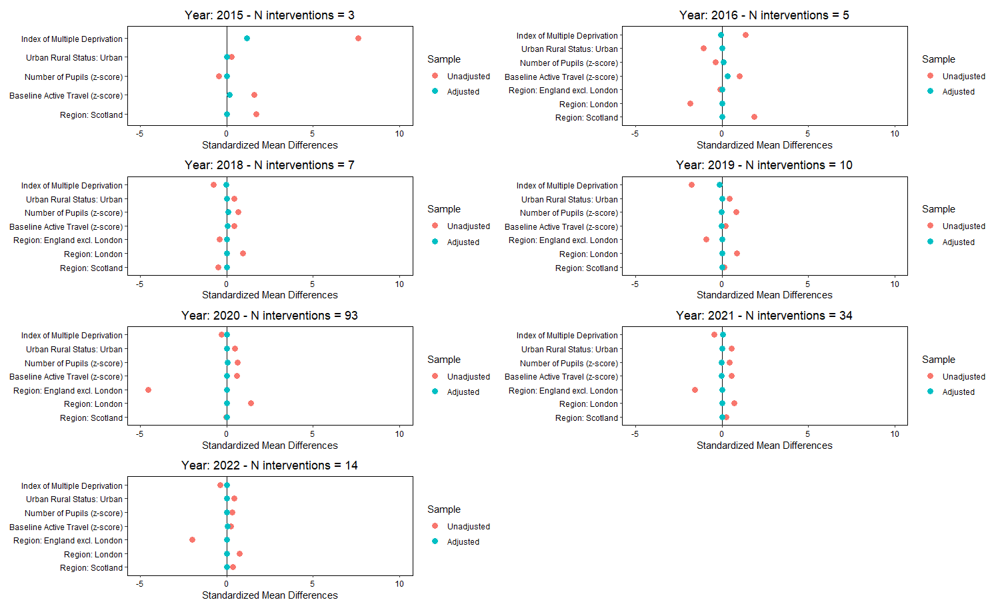 Year: 2015 - N interventions = 3
Index of Multiple Deprivation
Urban Rural Status: Urban
Number of Pupils (z-score)
Baseline Active Travel (z-score)
Region: Scotland
-5 0 5 10
Standardized Mean Differences
Sample
Unadjusted
Adjusted
Year: 2016 - N interventions = 5
Index of Multiple Deprivation
Urban Rural Status: Urban
Number of Pupils (z-score)
Baseline Active Travel (z-score)
Region: England excl. London
Region: London
Region: Scotland
-5 0 5 10
Standardized Mean Differences
Sample
Unadjusted
Adjusted
Year: 2018 - N interventions = 7
Index of Multiple Deprivation
Urban Rural Status: Urban
Number of Pupils (z-score)
Baseline Active Travel (z-score)
Region: England excl. London
Region: London
Region: Scotland
-5 0 5 10
Standardized Mean Differences
Sample
Unadjusted
Adjusted
Year: 2019 - N interventions = 10
Index of Multiple Deprivation
Urban Rural Status: Urban
Number of Pupils (z-score)
Baseline Active Travel (z-score)
Region: England excl. London
Region: London
Region: Scotland
-5 0 5 10
Standardized Mean Differences
Sample
Unadjusted
Adjusted
Year: 2020 - N interventions = 93
Index of Multiple Deprivation
Urban Rural Status: Urban
Number of Pupils (z-score)
Baseline Active Travel (z-score)
Region: England excl. London
Region: London
Region: Scotland
-5 0 5 10
Standardized Mean Differences
Sample
Unadjusted
Adjusted
Year: 2021 - N interventions = 34
Index of Multiple Deprivation
Urban Rural Status: Urban
Number of Pupils (z-score)
Baseline Active Travel (z-score)
Region: England excl. London
Region: London
Region: Scotland
-5 0 5 10
Standardized Mean Differences
Sample
Unadjusted
Adjusted
Year: 2022 - N interventions = 14
Index of Multiple Deprivation
Urban Rural Status: Urban
Number of Pupils (z-score)
Baseline Active Travel (z-score)
Region: England excl. London
Region: London
Region: Scotland
-5 0 5 10
Standardized Mean Differences
Sample
Unadjusted
Adjusted